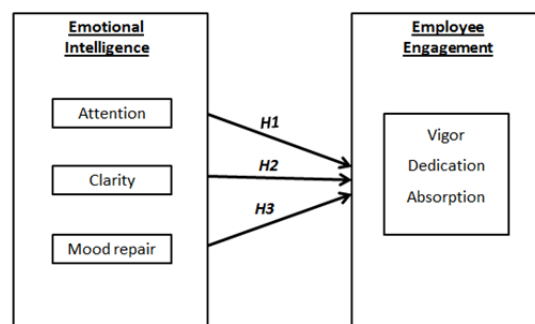 Emotional
Intelligence
Attention
Clarity
Mood repair
H1
H2
H3
Employee
Engagement
Vigor
Dedication
Absorption